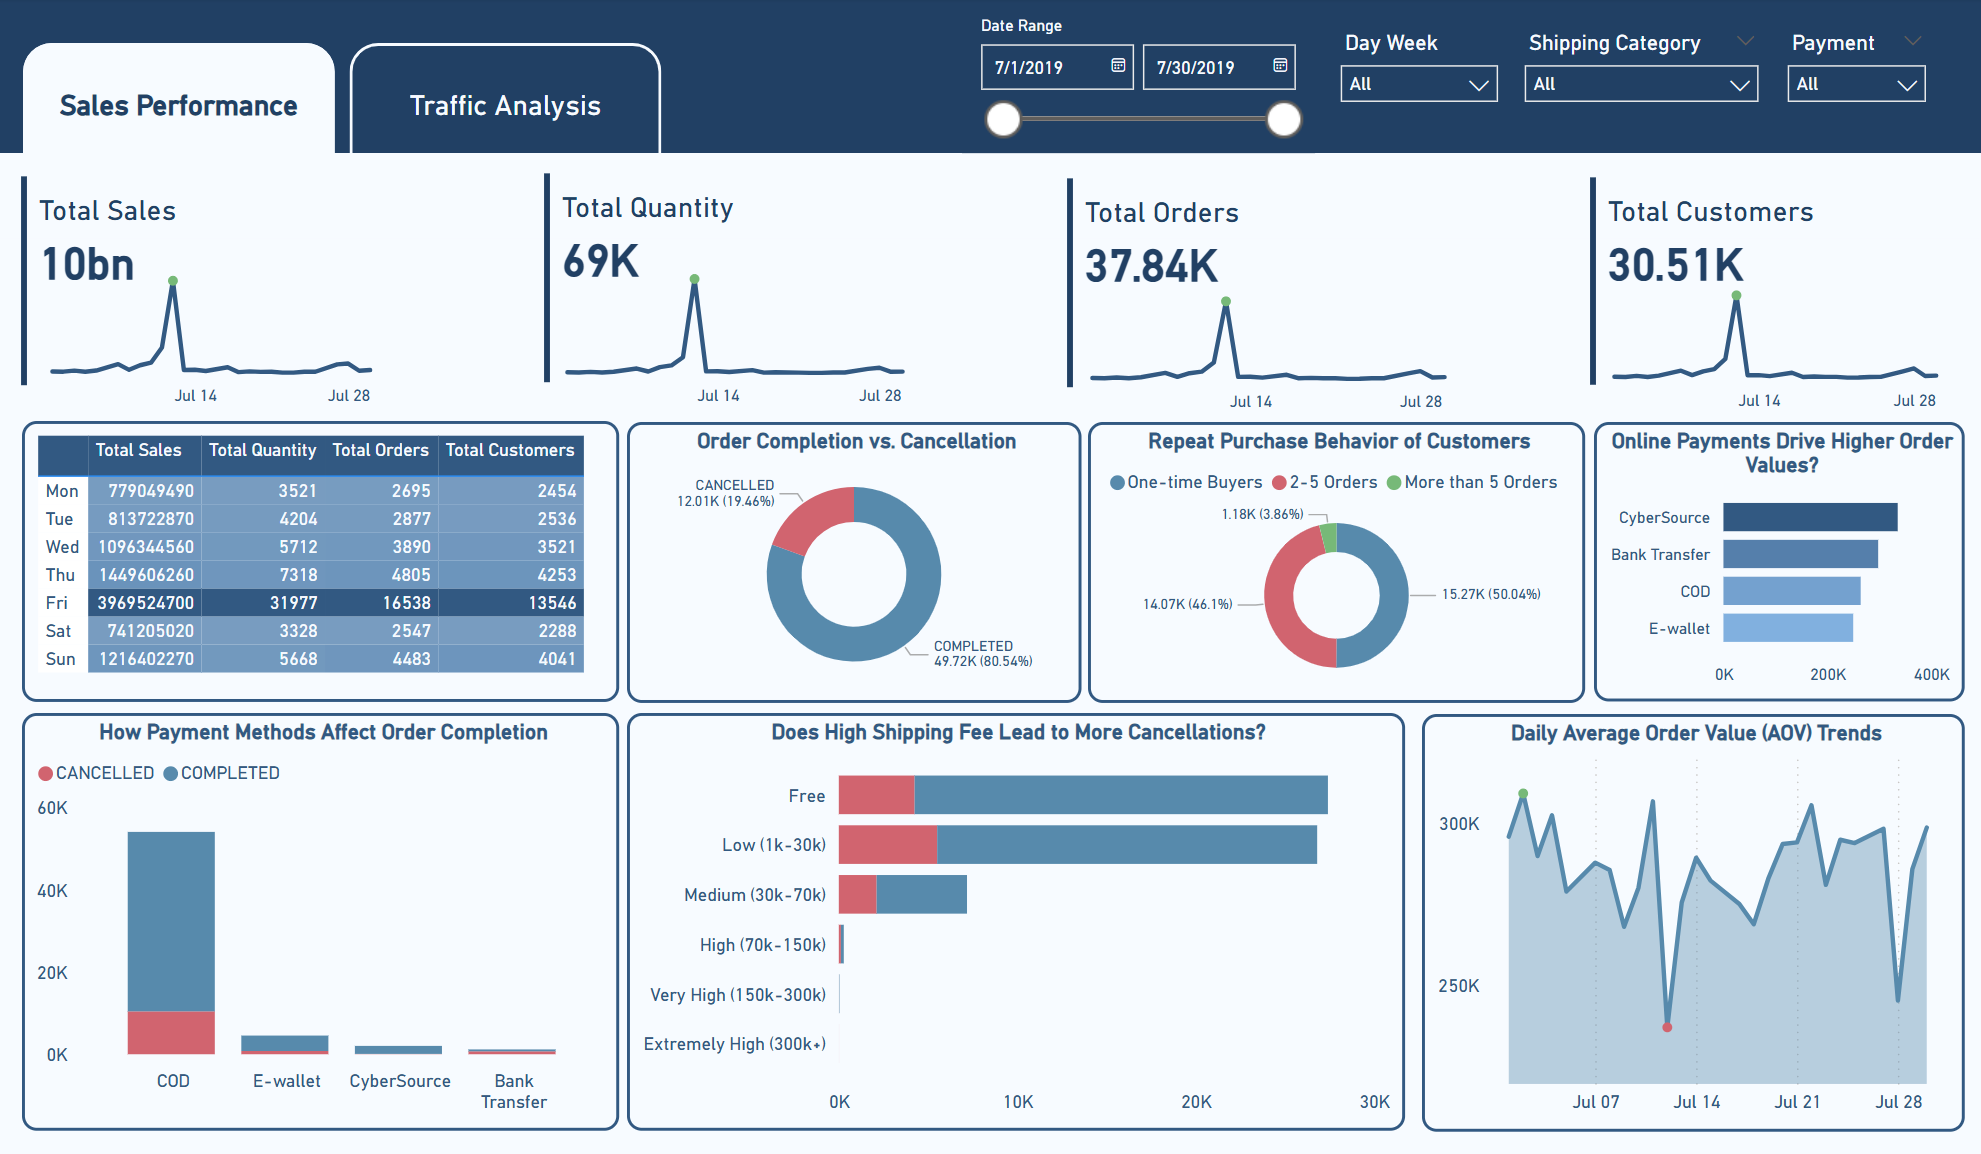 Sales Performance
Traffic Analysis
Date Range
7/1/2019
7/30/2019
Day Week
All
Shipping Category
All
Payment
All
Total Sales
10bn
Jul 14 Jul 28
Total Quantity
69K
Jul 14 Jul 28
Total Orders
37.84K
Jul 14 Jul 28
Total Customers
30.51K
Jul 14 Jul 28
Total Sales Total Quantity Total Orders Total Customers
Mon 779049490 3521 2695 2454
Tue 813722870 4204 2877 2536
Wed 1096344560 5712 3890 3521
Thu 1449606260 7318 4805 4253
Fri 3969524700 31977 16538 13546
Sat 741205020 3328 2547 2288
Sun 1216402270 5668 4483 4041
Order Completion vs. Cancellation
CANCELLED
12.01K (19.46%)
COMPLETED
49.72K (80.54%)
Repeat Purchase Behavior of Customers
One-time Buyers 2-5 Orders More than 5 Orders
1.18K (3.86%)
14.07K (46.1%)
15.27K (50.04%)
Online Payments Drive Higher Order
Values?
CyberSource
Bank Transfer
COD
E-wallet
0K 200K 400K
How Payment Methods Affect Order Completion
CANCELLED COMPLETED
60K
40K
20K
0K
COD E-wallet CyberSource Bank
Transfer
Does High Shipping Fee Lead to More Cancellations?
Free
Low (1k-30k)
Medium (30k-70k)
High (70k-150k)
Very High (150k-300k)
Extremely High (300k+)
0K 10K 20K 30K
Daily Average Order Value (AOV) Trends
300K
250K
Jul 07 Jul 14 Jul 21 Jul 28